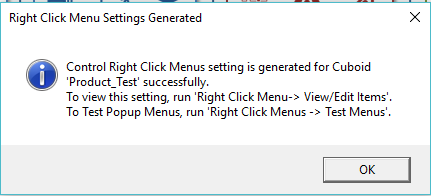 Right Click Menu Settings Generated
Control Right Click Menus setting is generated for Cuboid
'Product_Test' successfully.
To view this setting, run 'Right Click Menu-> View/Edit Items'.
To Test Popup Menus, run 'Right Click Menus -> Test Menus'.
OK